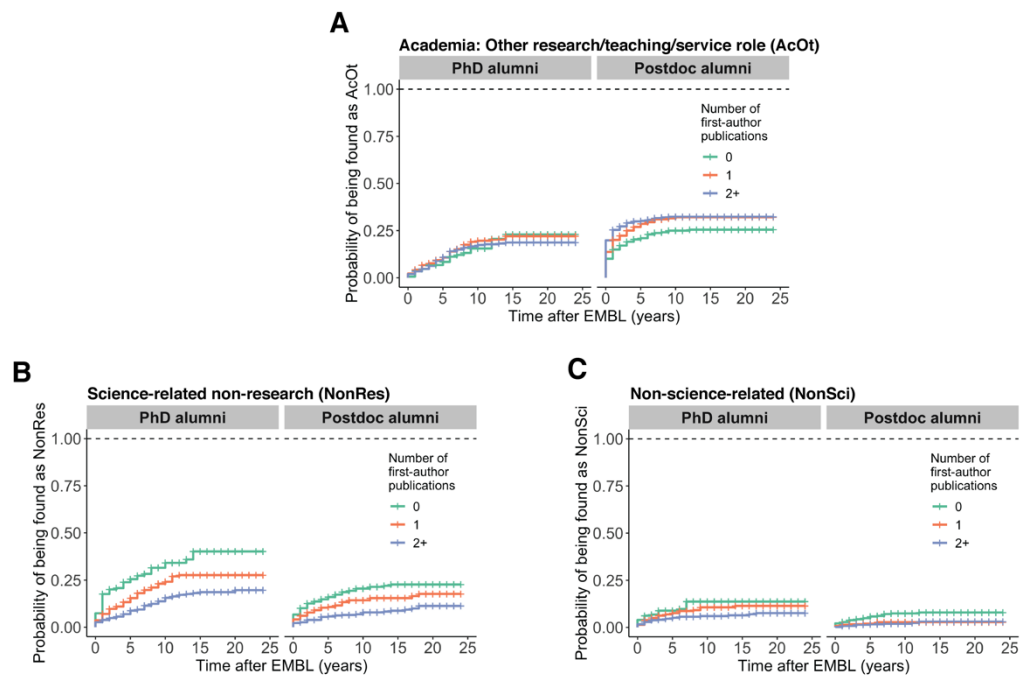 A
Academia: Other research/teaching/service role (AcOt)
PhD alumni
Postdoc alumni
Probability of being found as AcOt
1.00
0.75
0.50
0.25
0.00
Number of
first-author
publications
0
1
2+
0 5 10 15 20 25
0 5 10 15 20 25
Time after EMBL (years)
B
Science-related non-research (NonRes)
PhD alumni
Postdoc alumni
Probability of being found as NonRes
1.00
0.75
0.50
0.25
0.00
Number of
first-author
publications
0
1
2+
0 5 10 15 20 25
0 5 10 15 20 25
Time after EMBL (years)
C
Non-science-related (NonSci)
PhD alumni
Postdoc alumni
Probability of being found as NonSci
1.00
0.75
0.50
0.25
0.00
Number of
first-author
publications
0
1
2+
0 5 10 15 20 25
0 5 10 15 20 25
Time after EMBL (years)